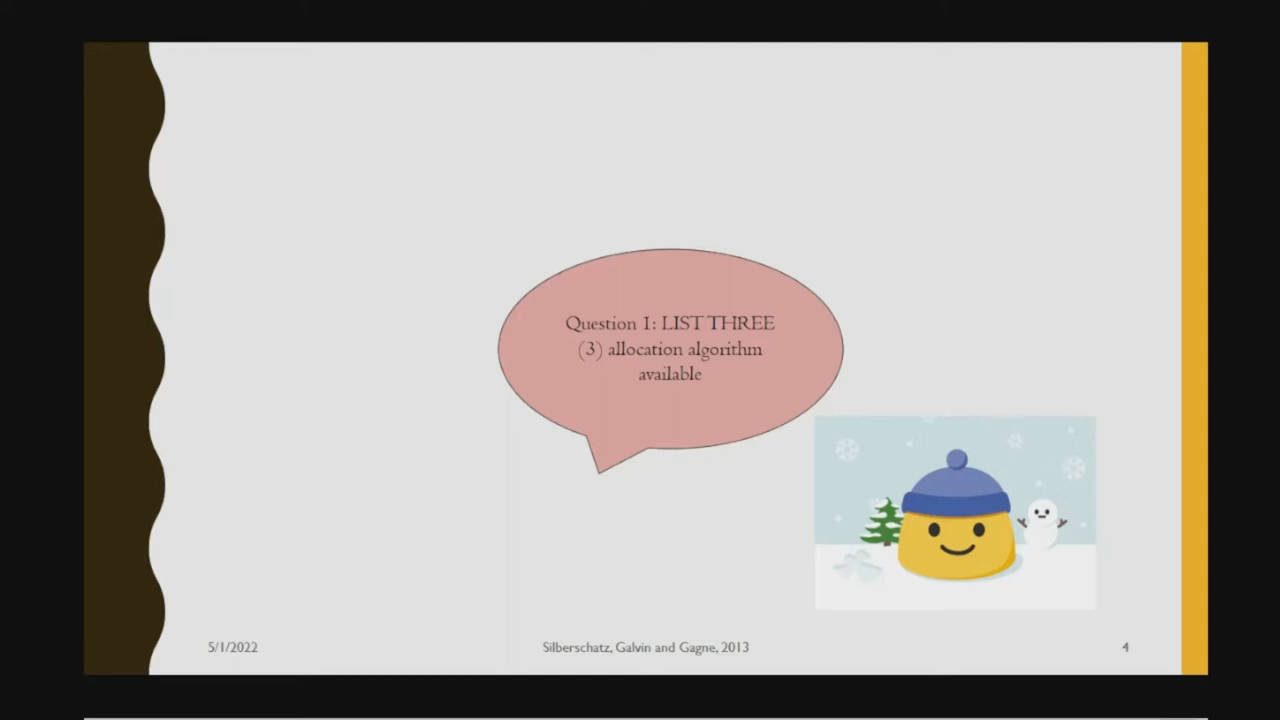 Question 1: LIST THREE
(3) allocation algorithm
available
5/1/2022
Silberschatz, Galvin and Gagne, 2013
4